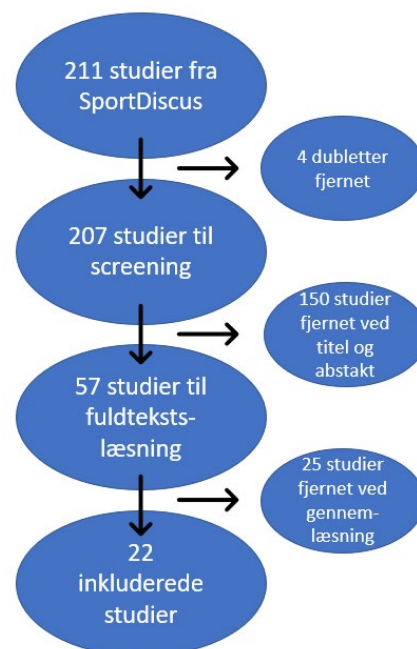 211 studier fra
SportDiscus
4 dubletter
fjernet
207 studier til
screening
150 studier
fjernet ved
titel og
abstakt
57 studier til
fuldtekst-
læsning
25 studier
fjernet ved
gennem-
læsning
22
inkluderede
studier